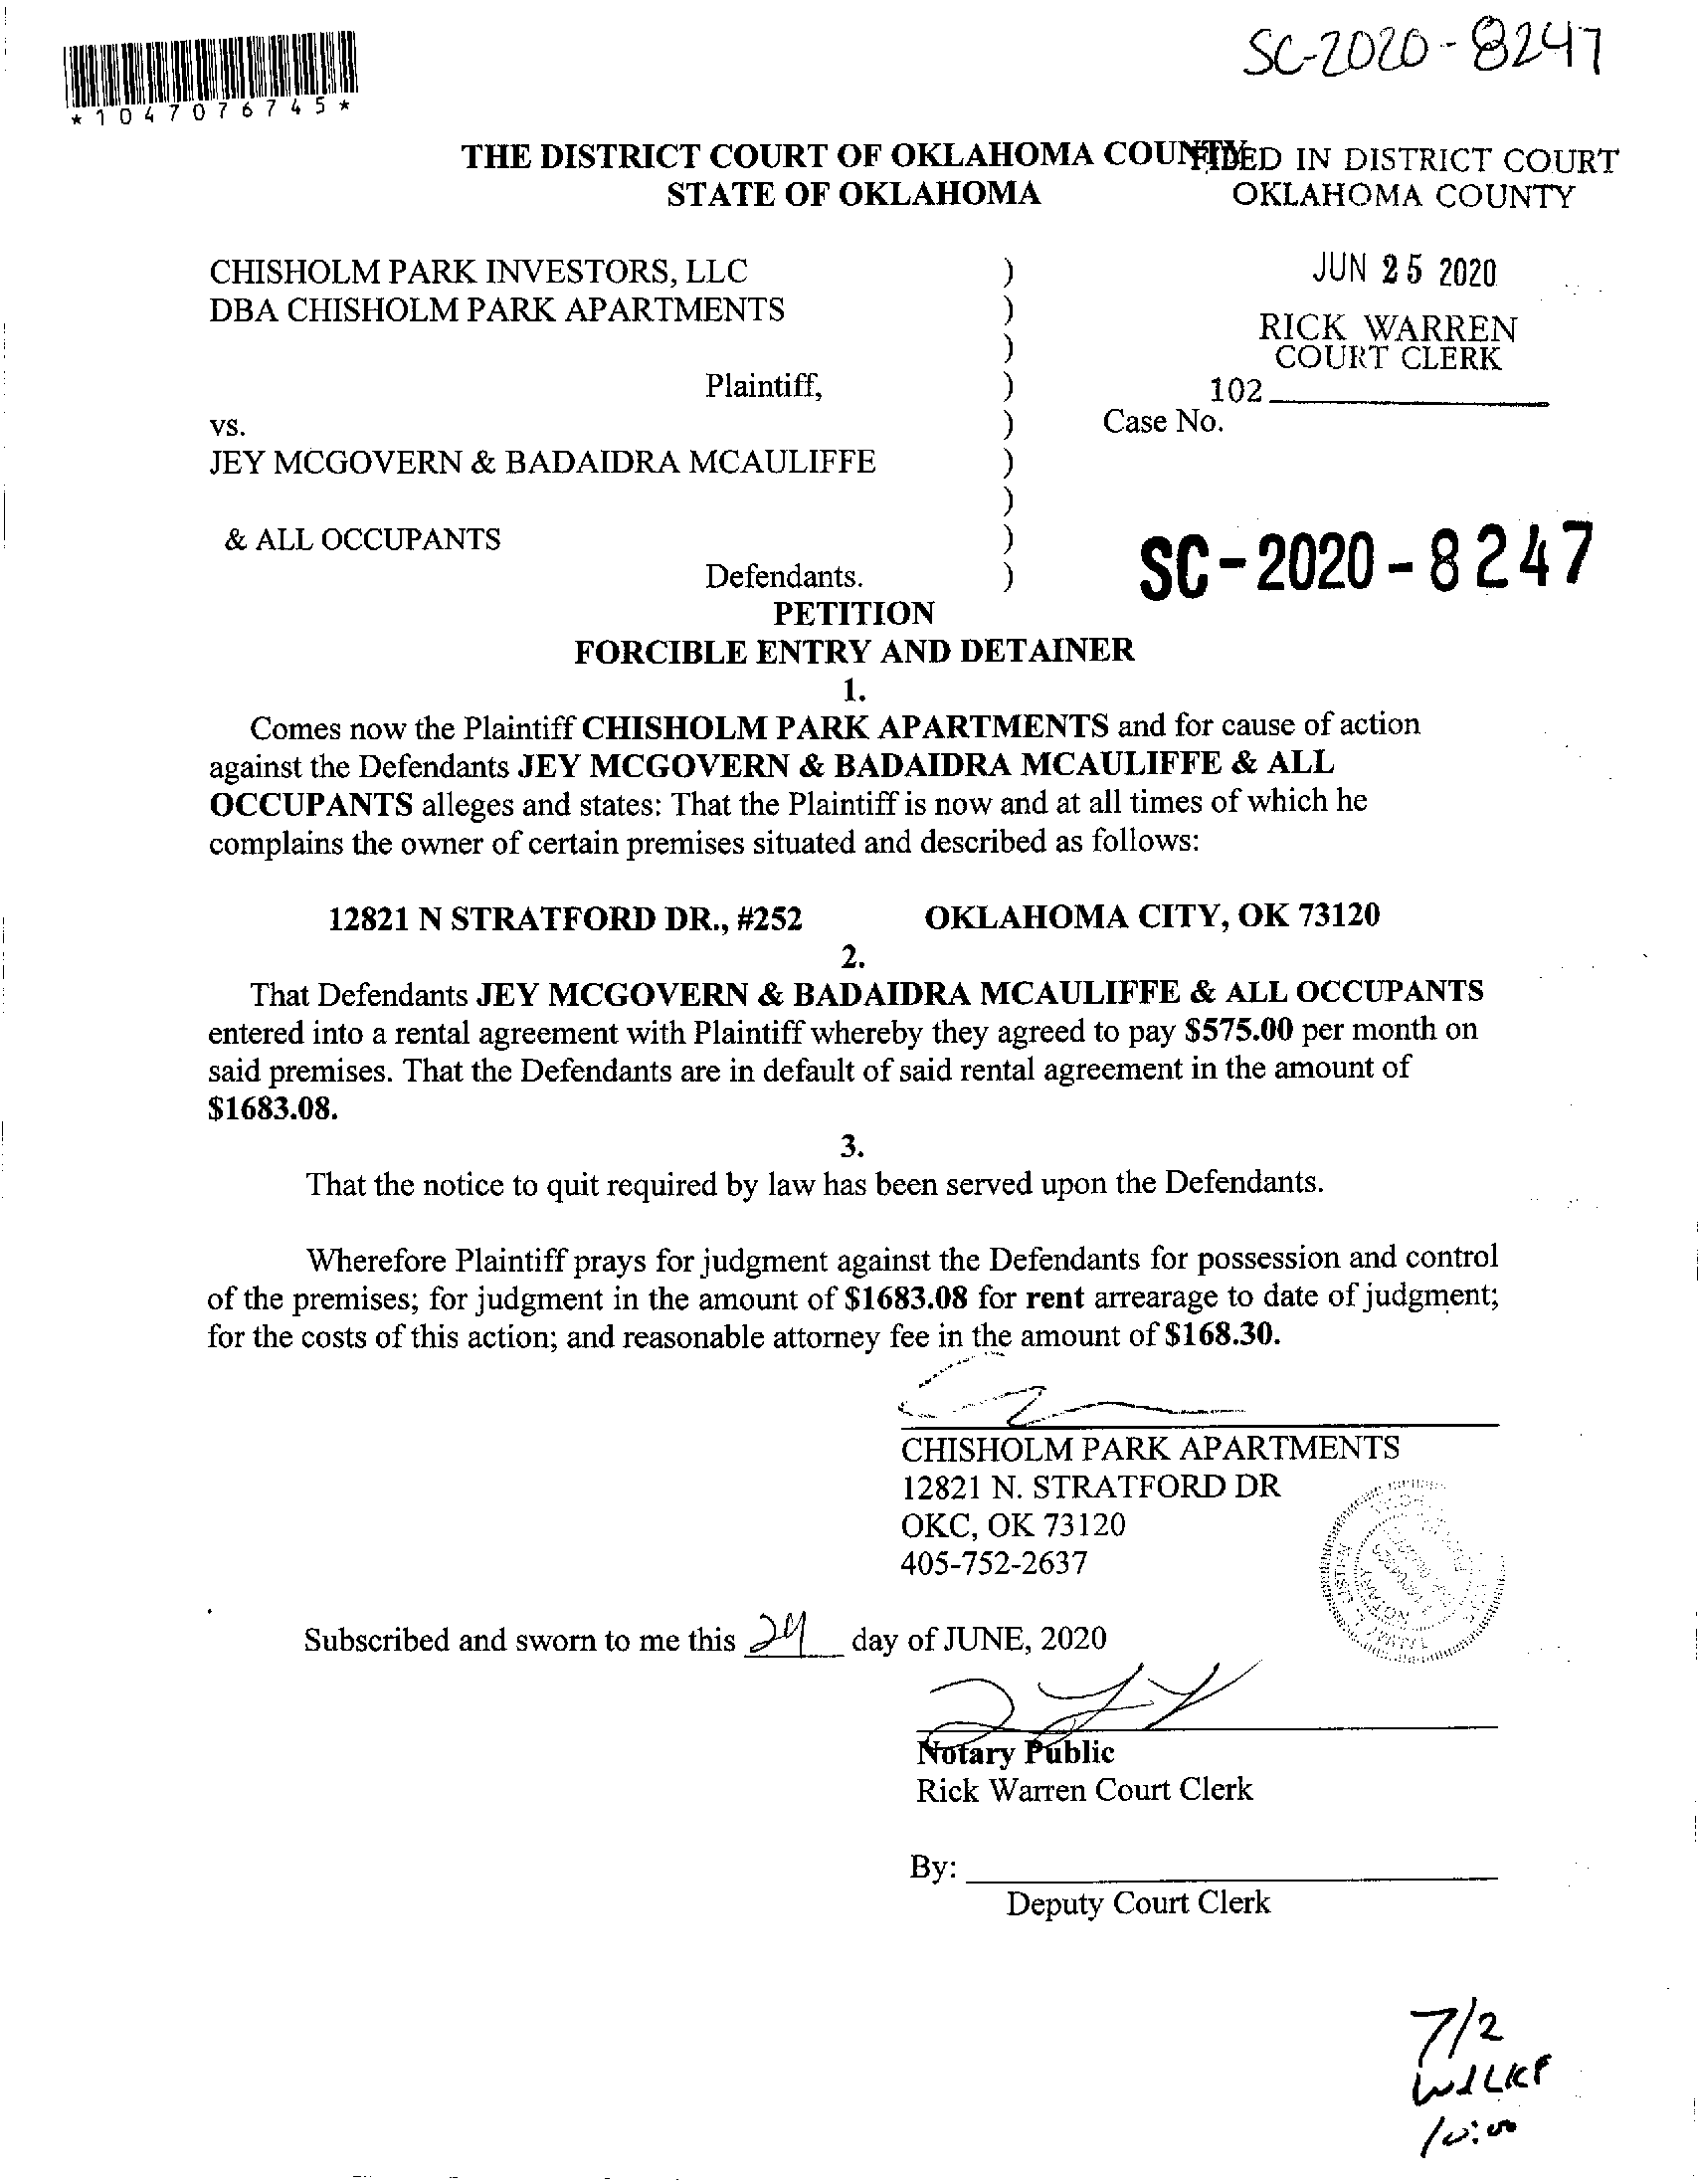 SC-2020-8247
*1047076745*
THE DISTRICT COURT OF OKLAHOMA COUNTY
STATE OF OKLAHOMA
FILED IN DISTRICT COURT
OKLAHOMA COUNTY
JUN 25 2020
RICK WARREN
COURT CLERK
102
CHISHOLM PARK INVESTORS, LLC )
DBA CHISHOLM PARK APARTMENTS )
)
Plaintiff, )
vs. ) Case No.
JEY MCGOVERN & BADAIDRA MCAULIFFE )
)
& ALL OCCUPANTS )
Defendants. )
SC-2020-8247
PETITION
FORCIBLE ENTRY AND DETAINER
1.
Comes now the Plaintiff CHISHOLM PARK APARTMENTS and for cause of action
against the Defendants JEY MCGOVERN & BADAIDRA MCAULIFFE & ALL
OCCUPANTS alleges and states: That the Plaintiff is now and at all times of which he
complains the owner of certain premises situated and described as follows:
12821 N STRATFORD DR., #252 OKLAHOMA CITY, OK 73120
2.
That Defendants JEY MCGOVERN & BADAIDRA MCAULIFFE & ALL OCCUPANTS
entered into a rental agreement with Plaintiff whereby they agreed to pay $575.00 per month on
said premises. That the Defendants are in default of said rental agreement in the amount of
$1683.08.
3.
That the notice to quit required by law has been served upon the Defendants.
Wherefore Plaintiff prays for judgment against the Defendants for possession and control
of the premises; for judgment in the amount of $1683.08 for rent arrearage to date of judgment;
for the costs of this action; and reasonable attorney fee in the amount of $168.30.
CHISHOLM PARK APARTMENTS
12821 N. STRATFORD DR
OKC, OK 73120
405-752-2637
Subscribed and sworn to me this 24 day of JUNE, 2020
Notary Public
Rick Warren Court Clerk
By:
Deputy Court Clerk
7/2
10:00